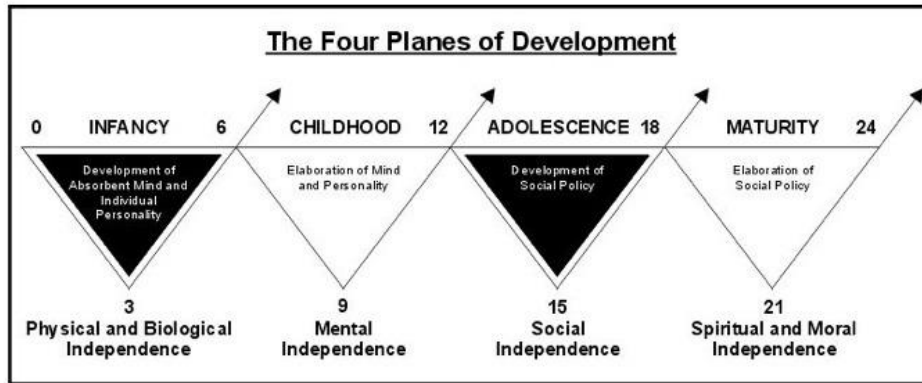 The Four Planes of Development
0 INFANCY 6 CHILDHOOD 12 ADOLESCENCE 18 MATURITY 24
Development of
Absorbent Mind and
Individual
Personality
Elaboration of Mind
and Personality
Development of
Social Policy
Elaboration of
Social Policy
3
Physical and Biological
Independence
9
Mental
Independence
15
Social
Independence
21
Spiritual and Moral
Independence